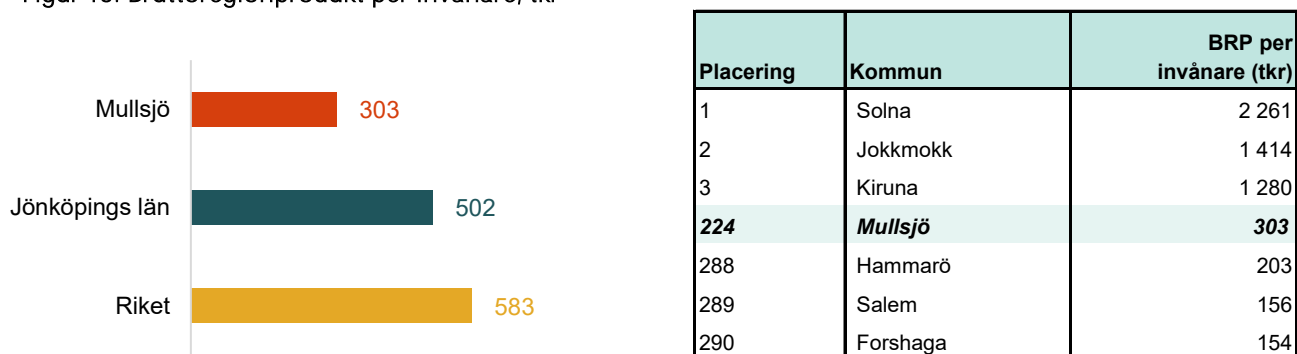 Mullsjö 303
Jönköpings län 502
Riket 583
Placering Kommun BRP per invånare (tkr)
1 Solna 2 261
2 Jokkmokk 1 414
3 Kiruna 1 280
224 Mullsjö 303
288 Hammarö 203
289 Salem 156
290 Forshaga 154